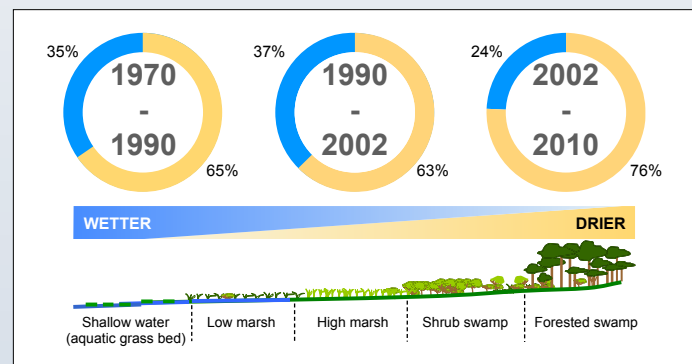 35%
1970
-
1990
65%
37%
1990
-
2002
63%
24%
2002
-
2010
76%
WETTER
DRIER
Shallow water
(aquatic grass bed)
Low marsh
High marsh
Shrub swamp
Forested swamp